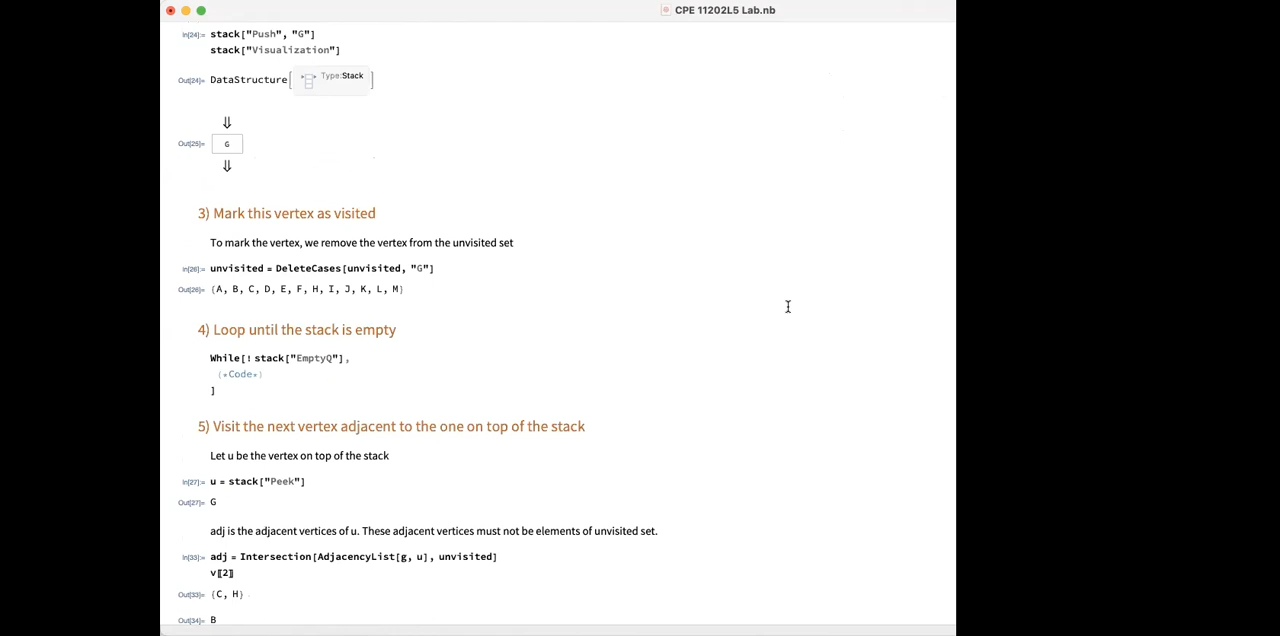 CPE 11202L5 Lab.nb
In[24]:= stack["Push", "G"]
stack["Visualization"]
Out[24]= DataStructure[ Type:Stack ]
⇓
Out[25]= G
⇓
3) Mark this vertex as visited
To mark the vertex, we remove the vertex from the unvisited set
In[26]:= unvisited = DeleteCases[unvisited, "G"]
Out[26]= {A, B, C, D, E, F, H, I, J, K, L, M}
4) Loop until the stack is empty
While[! stack["EmptyQ"],
(*Code*)
]
5) Visit the next vertex adjacent to the one on top of the stack
Let u be the vertex on top of the stack
In[27]:= u = stack["Peek"]
Out[27]= G
adj is the adjacent vertices of u. These adjacent vertices must not be elements of unvisited set.
In[33]:= adj = Intersection[AdjacencyList[g, u], unvisited]
v〚2〛
Out[33]= {C, H}
Out[34]= B